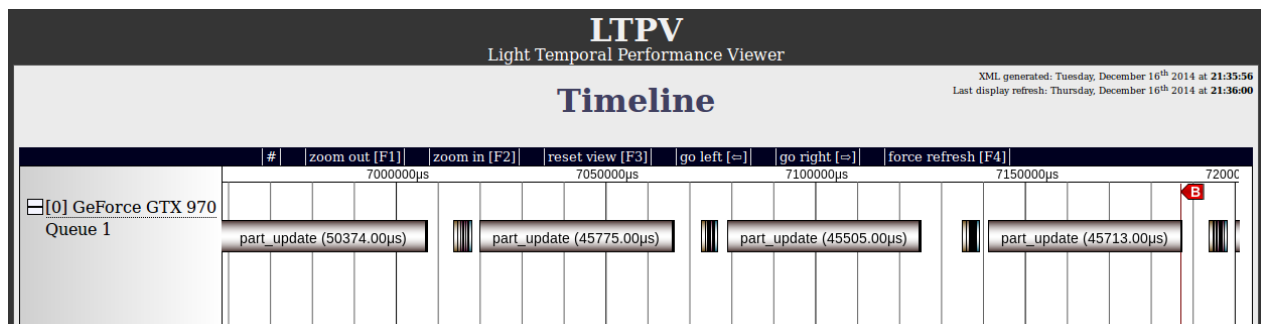 LTPV
Light Temporal Performance Viewer
XML generated: Tuesday, December 16th 2014 at 21:35:56
Last display refresh: Thursday, December 16th 2014 at 21:36:00
Timeline
# zoom out [F1] zoom in [F2] reset view [F3] go left [⇦] go right [⇨] force refresh [F4]
7000000µs 7050000µs 7100000µs 7150000µs 72000
B
[0] GeForce GTX 970
Queue 1
part_update (50374.00µs) part_update (45775.00µs) part_update (45505.00µs) part_update (45713.00µs)